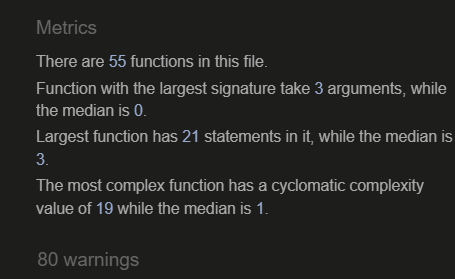 Metrics
There are 55 functions in this file.
Function with the largest signature take 3 arguments, while
the median is 0.
Largest function has 21 statements in it, while the median is
3.
The most complex function has a cyclomatic complexity
value of 19 while the median is 1.
80 warnings